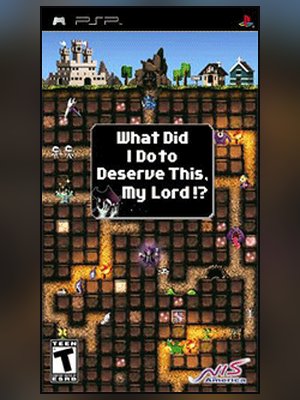 PSP
What Did
I Do to
Deserve This,
My Lord!?
TEEN
T
ESRB
NIS
America